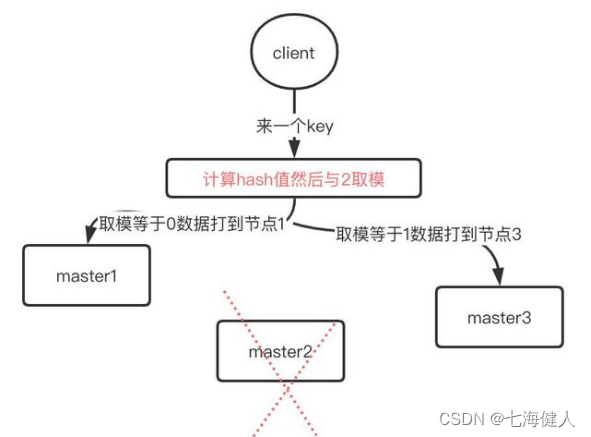 client
来一个key
计算hash值然后与2取模
取模等于0数据打到节点1
取模等于1数据打到节点3
master1
master3
master2
CSDN @七海健人